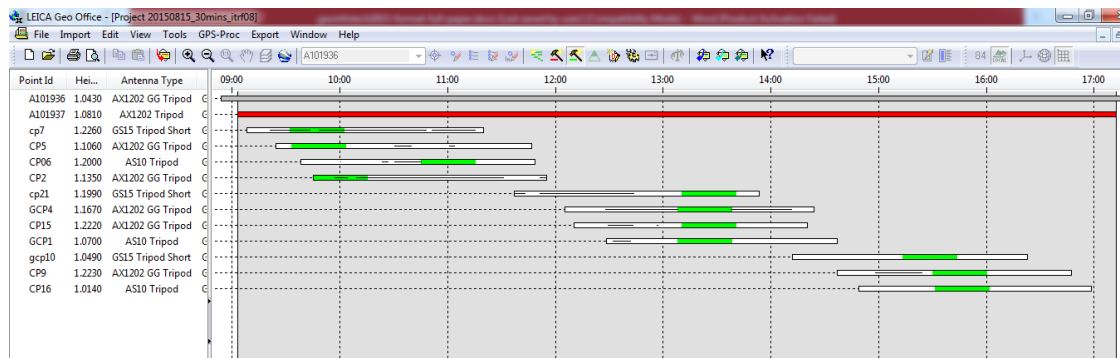 LEICA Geo Office - [Project 20150815_30mins_itrf08]
File Import Edit View Tools GPS-Proc Export Window Help
A101936
84
Point Id Hei... Antenna Type 09:00 10:00 11:00 12:00 13:00 14:00 15:00 16:00 17:00
A101936 1.0430 AX1202 GG Tripod G
A101937 1.0810 AX1202 Tripod G
cp7 1.2260 GS15 Tripod Short G
CP5 1.1060 AX1202 GG Tripod G
CP06 1.2000 AS10 Tripod G
CP2 1.1350 AX1202 GG Tripod G
cp21 1.1990 GS15 Tripod Short G
GCP4 1.1670 AX1202 GG Tripod G
CP15 1.2220 AX1202 GG Tripod G
GCP1 1.0700 AS10 Tripod G
gcp10 1.0490 GS15 Tripod Short G
CP9 1.2230 AX1202 GG Tripod G
CP16 1.0140 AS10 Tripod G